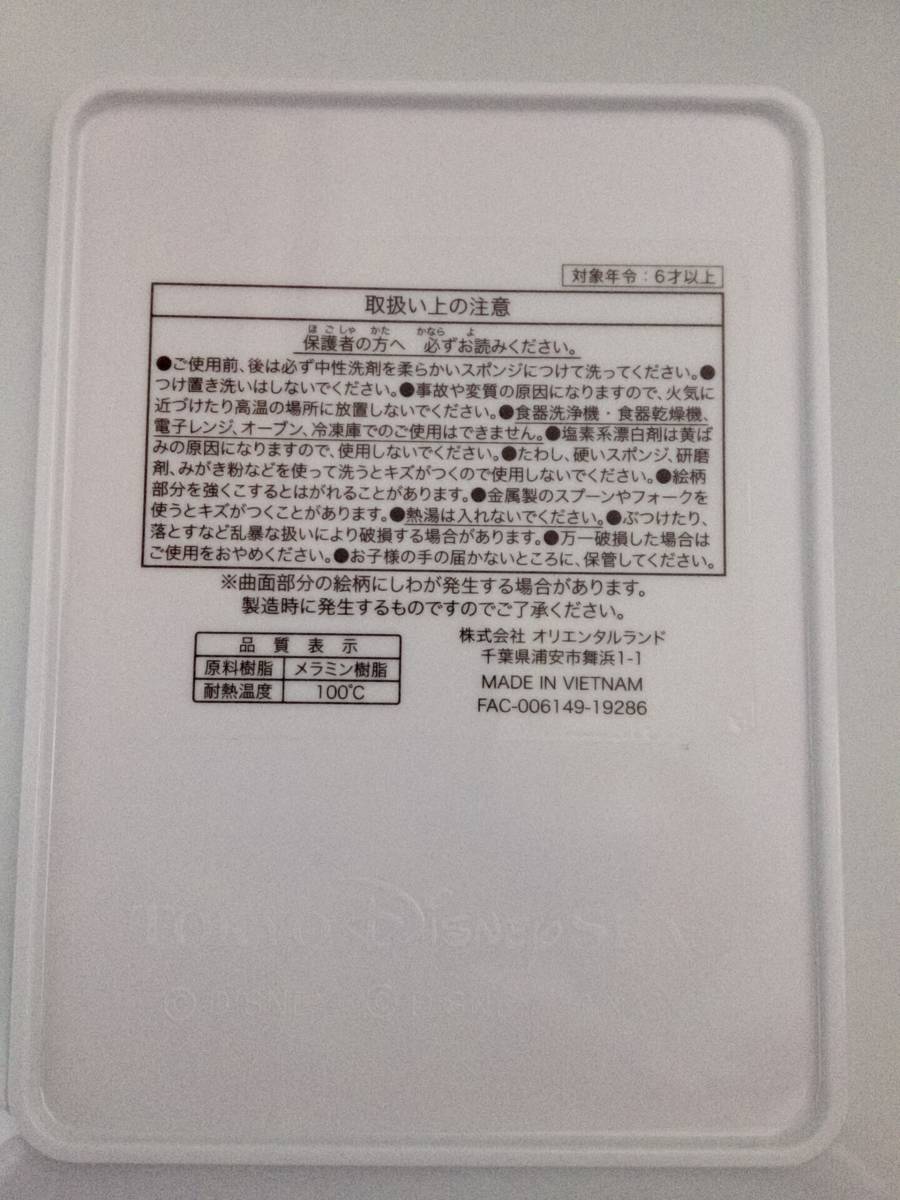 対象年令：6才以上
取扱い上の注意
ほごしゃ かた かなら よ
保護者の方へ 必ずお読みください。
●ご使用前、後は必ず中性洗剤を柔らかいスポンジにつけて洗ってください。●
つけ置き洗いはしないでください。●事故や変質の原因になりますので、火気に
近づけたり高温の場所に放置しないでください。●食器洗浄機・食器乾燥機、
電子レンジ、オーブン、冷凍庫でのご使用はできません。●塩素系漂白剤は黄ば
みの原因になりますので、使用しないでください。●たわし、硬いスポンジ、研磨
剤、みがき粉などを使って洗うとキズがつくので使用しないでください。●絵柄
部分を強くこするとはがれることがあります。●金属製のスプーンやフォークを
使うとキズがつくことがあります。●熱湯は入れないでください。●ぶつけたり、
落とすなど乱暴な扱いにより破損する場合があります。●万一破損した場合は
ご使用をおやめください。●お子様の手の届かないところに、保管してください。
※曲面部分の絵柄にしわが発生する場合があります。
製造時に発生するものですのでご了承ください。
品質表示
原料樹脂 メラミン樹脂
耐熱温度 100℃
株式会社 オリエンタルランド
千葉県浦安市舞浜1-1
MADE IN VIETNAM
FAC-006149-19286
TOKYO DISNEY SEA
© DISNEY © DISNEY